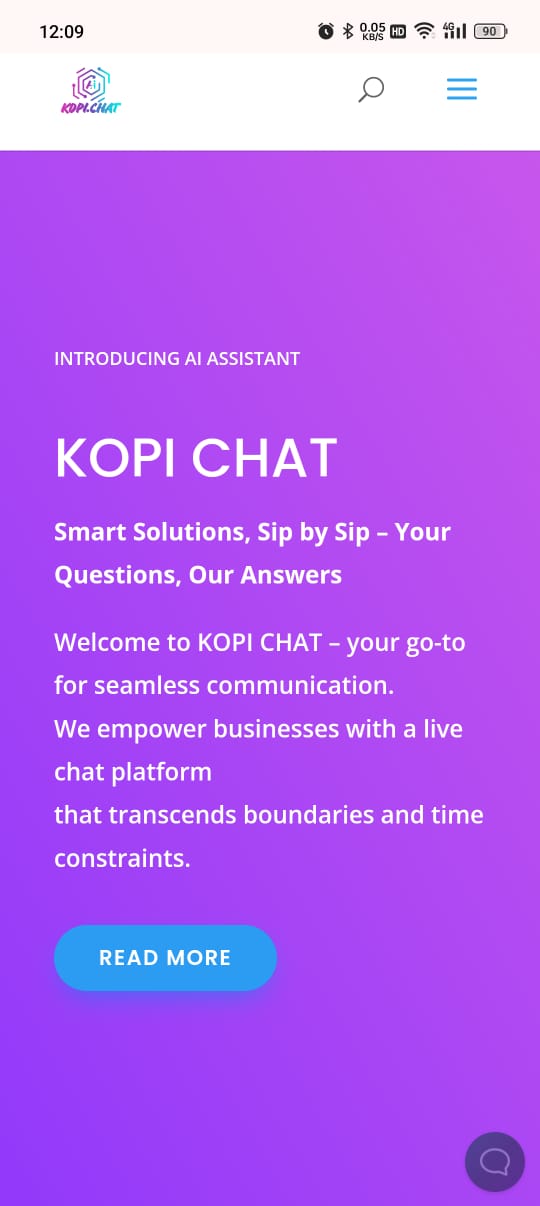 12:09
0.05
KB/S
HD
4G
90
Ai
KOPI.CHAT
INTRODUCING AI ASSISTANT
KOPI CHAT
Smart Solutions, Sip by Sip – Your
Questions, Our Answers
Welcome to KOPI CHAT – your go-to
for seamless communication.
We empower businesses with a live
chat platform
that transcends boundaries and time
constraints.
READ MORE